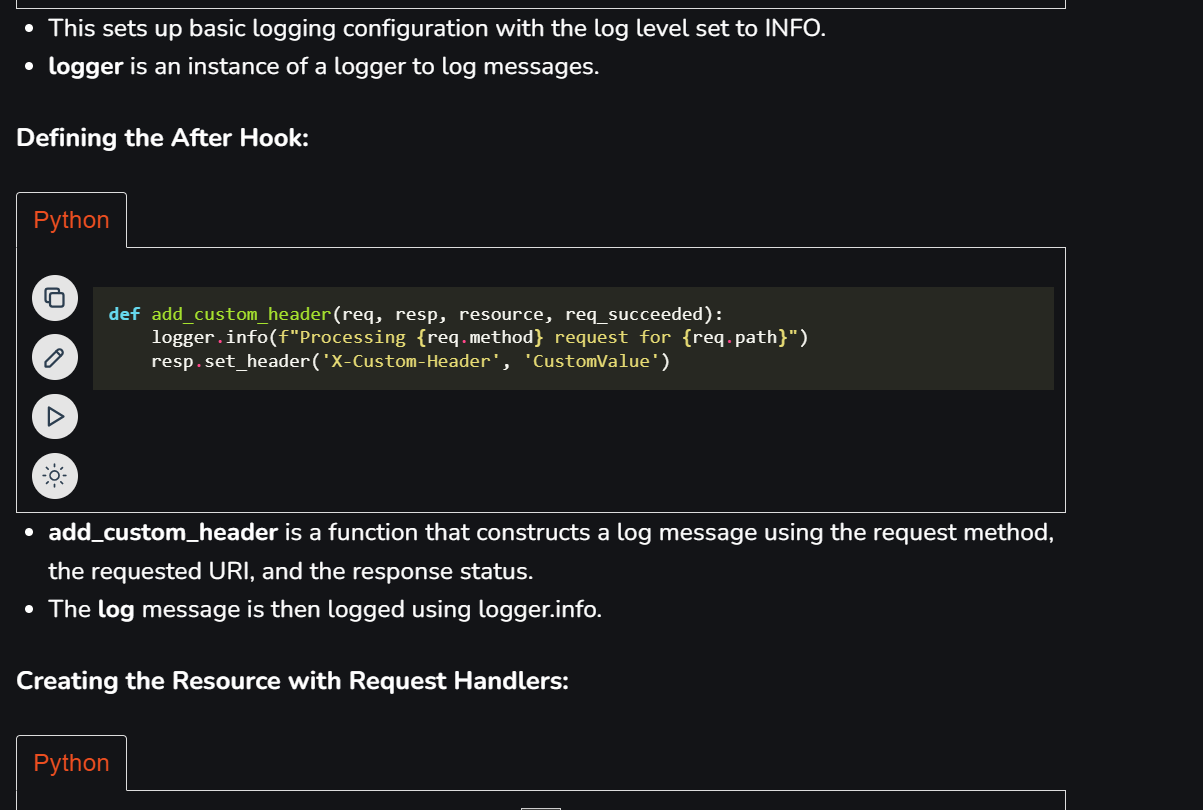 • This sets up basic logging configuration with the log level set to INFO.
• logger is an instance of a logger to log messages.
Defining the After Hook:
Python
def add_custom_header(req, resp, resource, req_succeeded):
    logger.info(f"Processing {req.method} request for {req.path}")
    resp.set_header('X-Custom-Header', 'CustomValue')
• add_custom_header is a function that constructs a log message using the request method,
the requested URI, and the response status.
• The log message is then logged using logger.info.
Creating the Resource with Request Handlers:
Python